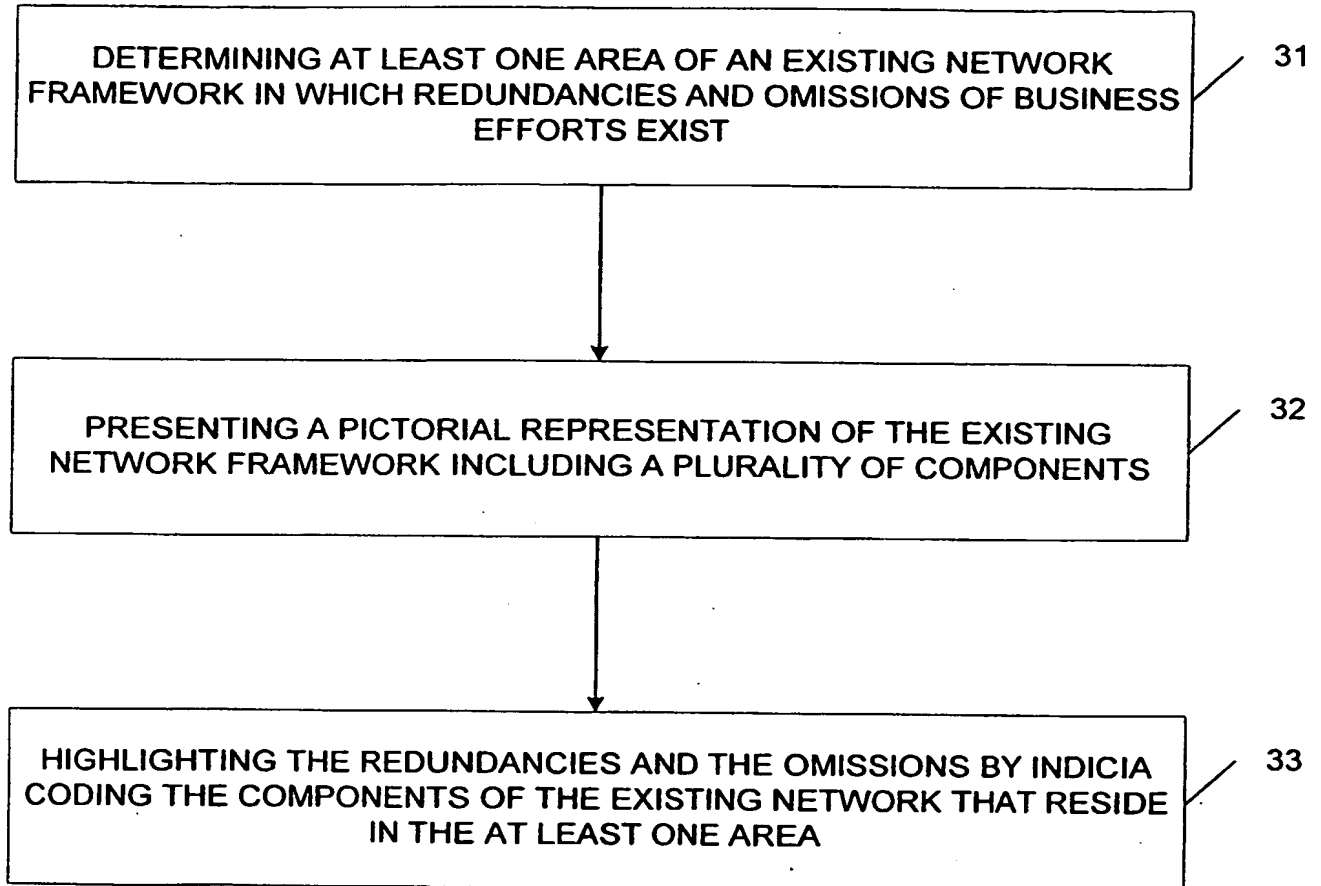 DETERMINING AT LEAST ONE AREA OF AN EXISTING NETWORK
FRAMEWORK IN WHICH REDUNDANCIES AND OMISSIONS OF BUSINESS
EFFORTS EXIST
31
PRESENTING A PICTORIAL REPRESENTATION OF THE EXISTING
NETWORK FRAMEWORK INCLUDING A PLURALITY OF COMPONENTS
32
HIGHLIGHTING THE REDUNDANCIES AND THE OMISSIONS BY INDICIA
CODING THE COMPONENTS OF THE EXISTING NETWORK THAT RESIDE
IN THE AT LEAST ONE AREA
33